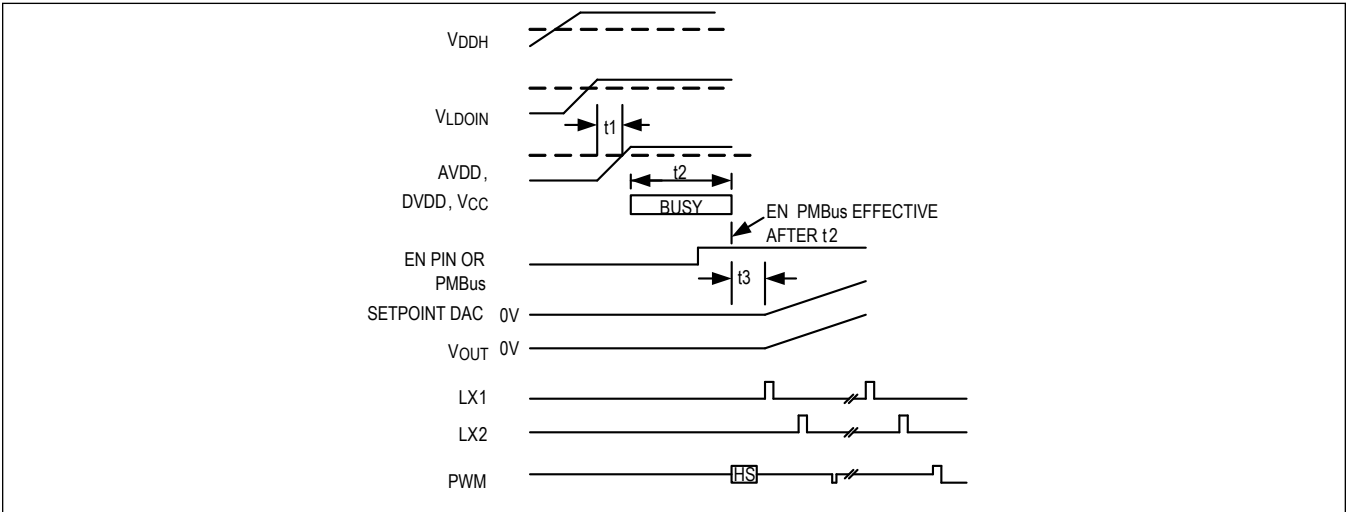 VDDH
VLDOIN
t1
AVDD,
t2
DVDD, VCC
BUSY
EN PMBus EFFECTIVE
AFTER t2
EN PIN OR
PMBus
t3
SETPOINT DAC 0V
VOUT 0V
LX1
LX2
PWM
HS